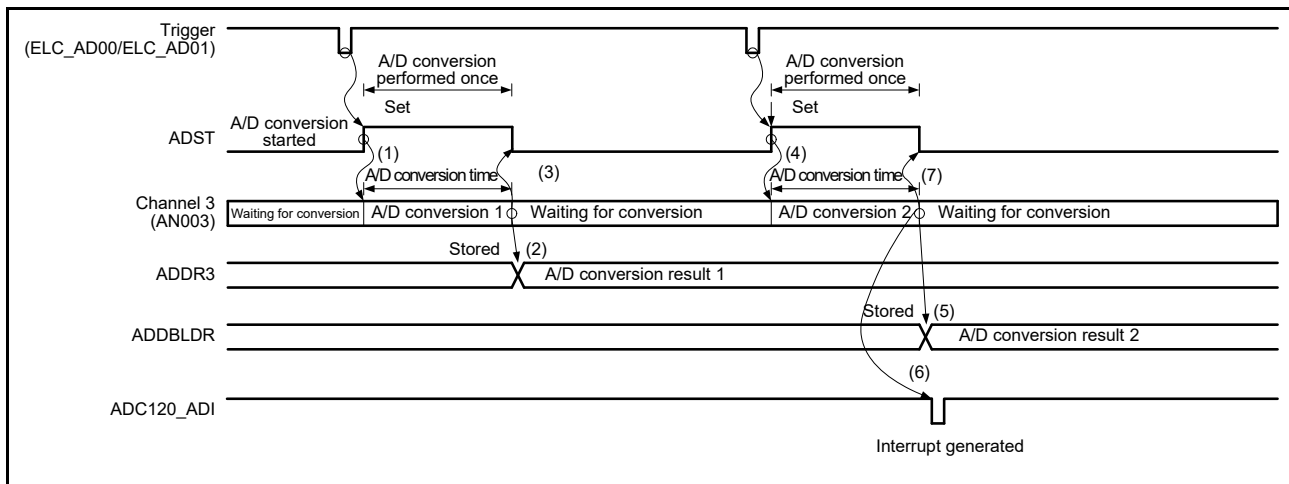 Trigger
(ELC_AD00/ELC_AD01)
A/D conversion
performed once
A/D conversion
performed once
Set
Set
A/D conversion
started
ADST
(1)
(3)
(4)
(7)
A/D conversion time
A/D conversion time
Channel 3
(AN003)
Waiting for conversion
A/D conversion 1
Waiting for conversion
A/D conversion 2
Waiting for conversion
Stored
(2)
ADDR3
A/D conversion result 1
Stored
(5)
ADDBLDR
A/D conversion result 2
(6)
ADC120_ADI
Interrupt generated